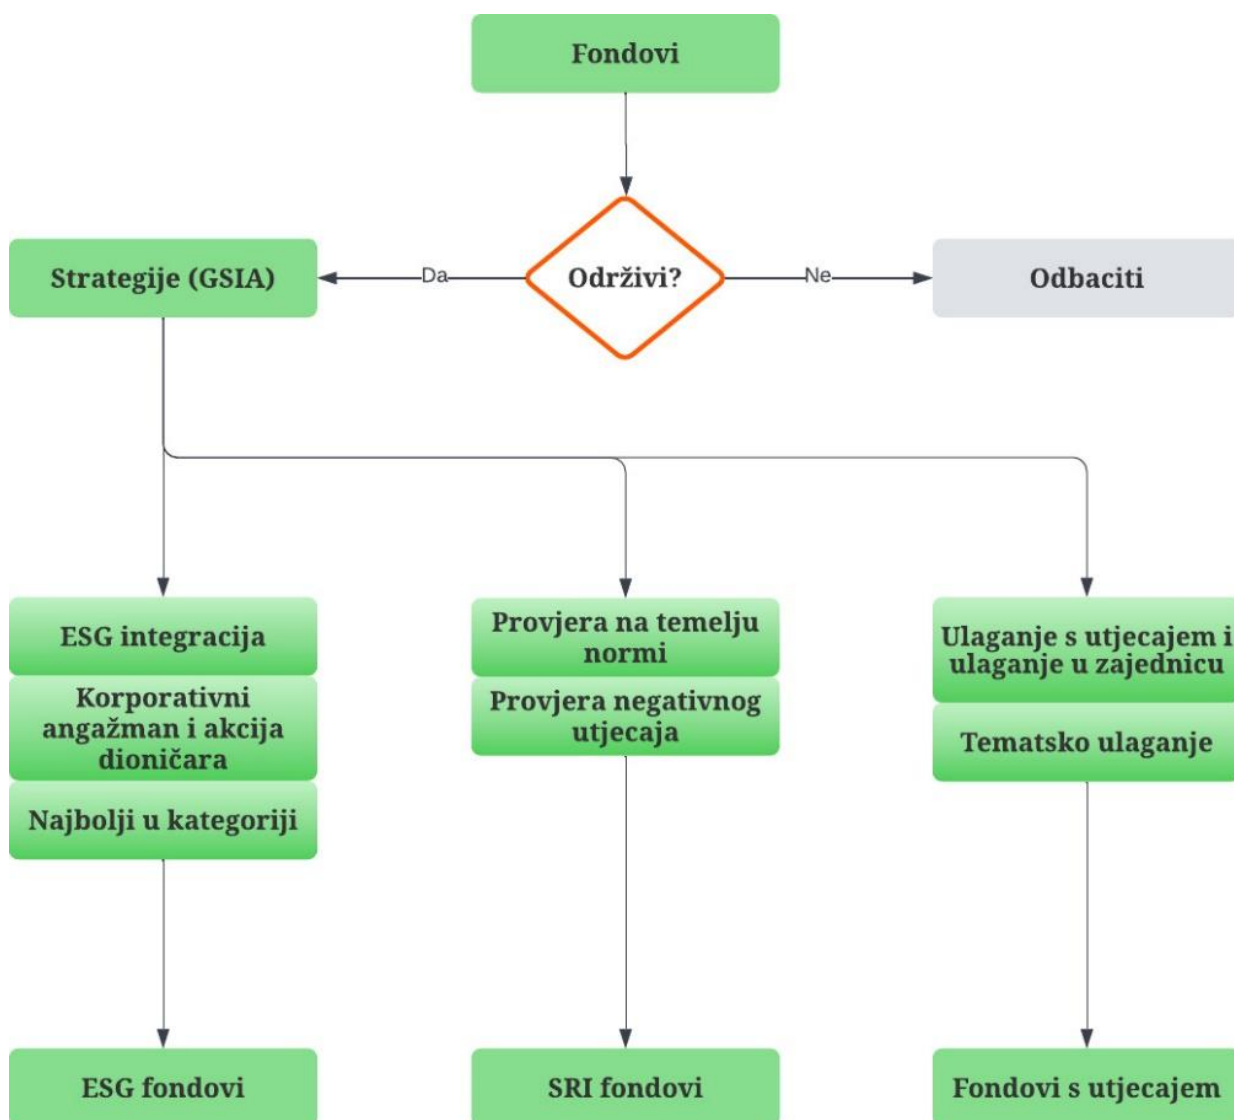 Fondovi
Strategije (GSIA)
Da
Održivi?
Ne
Odbaciti
ESG integracija
Korporativni
angažman i akcija
dioničara
Najbolji u kategoriji
Provjera na temelju
normi
Provjera negativnog
utjecaja
Ulaganje s utjecajem i
ulaganje u zajednicu
Tematsko ulaganje
ESG fondovi
SRI fondovi
Fondovi s utjecajem